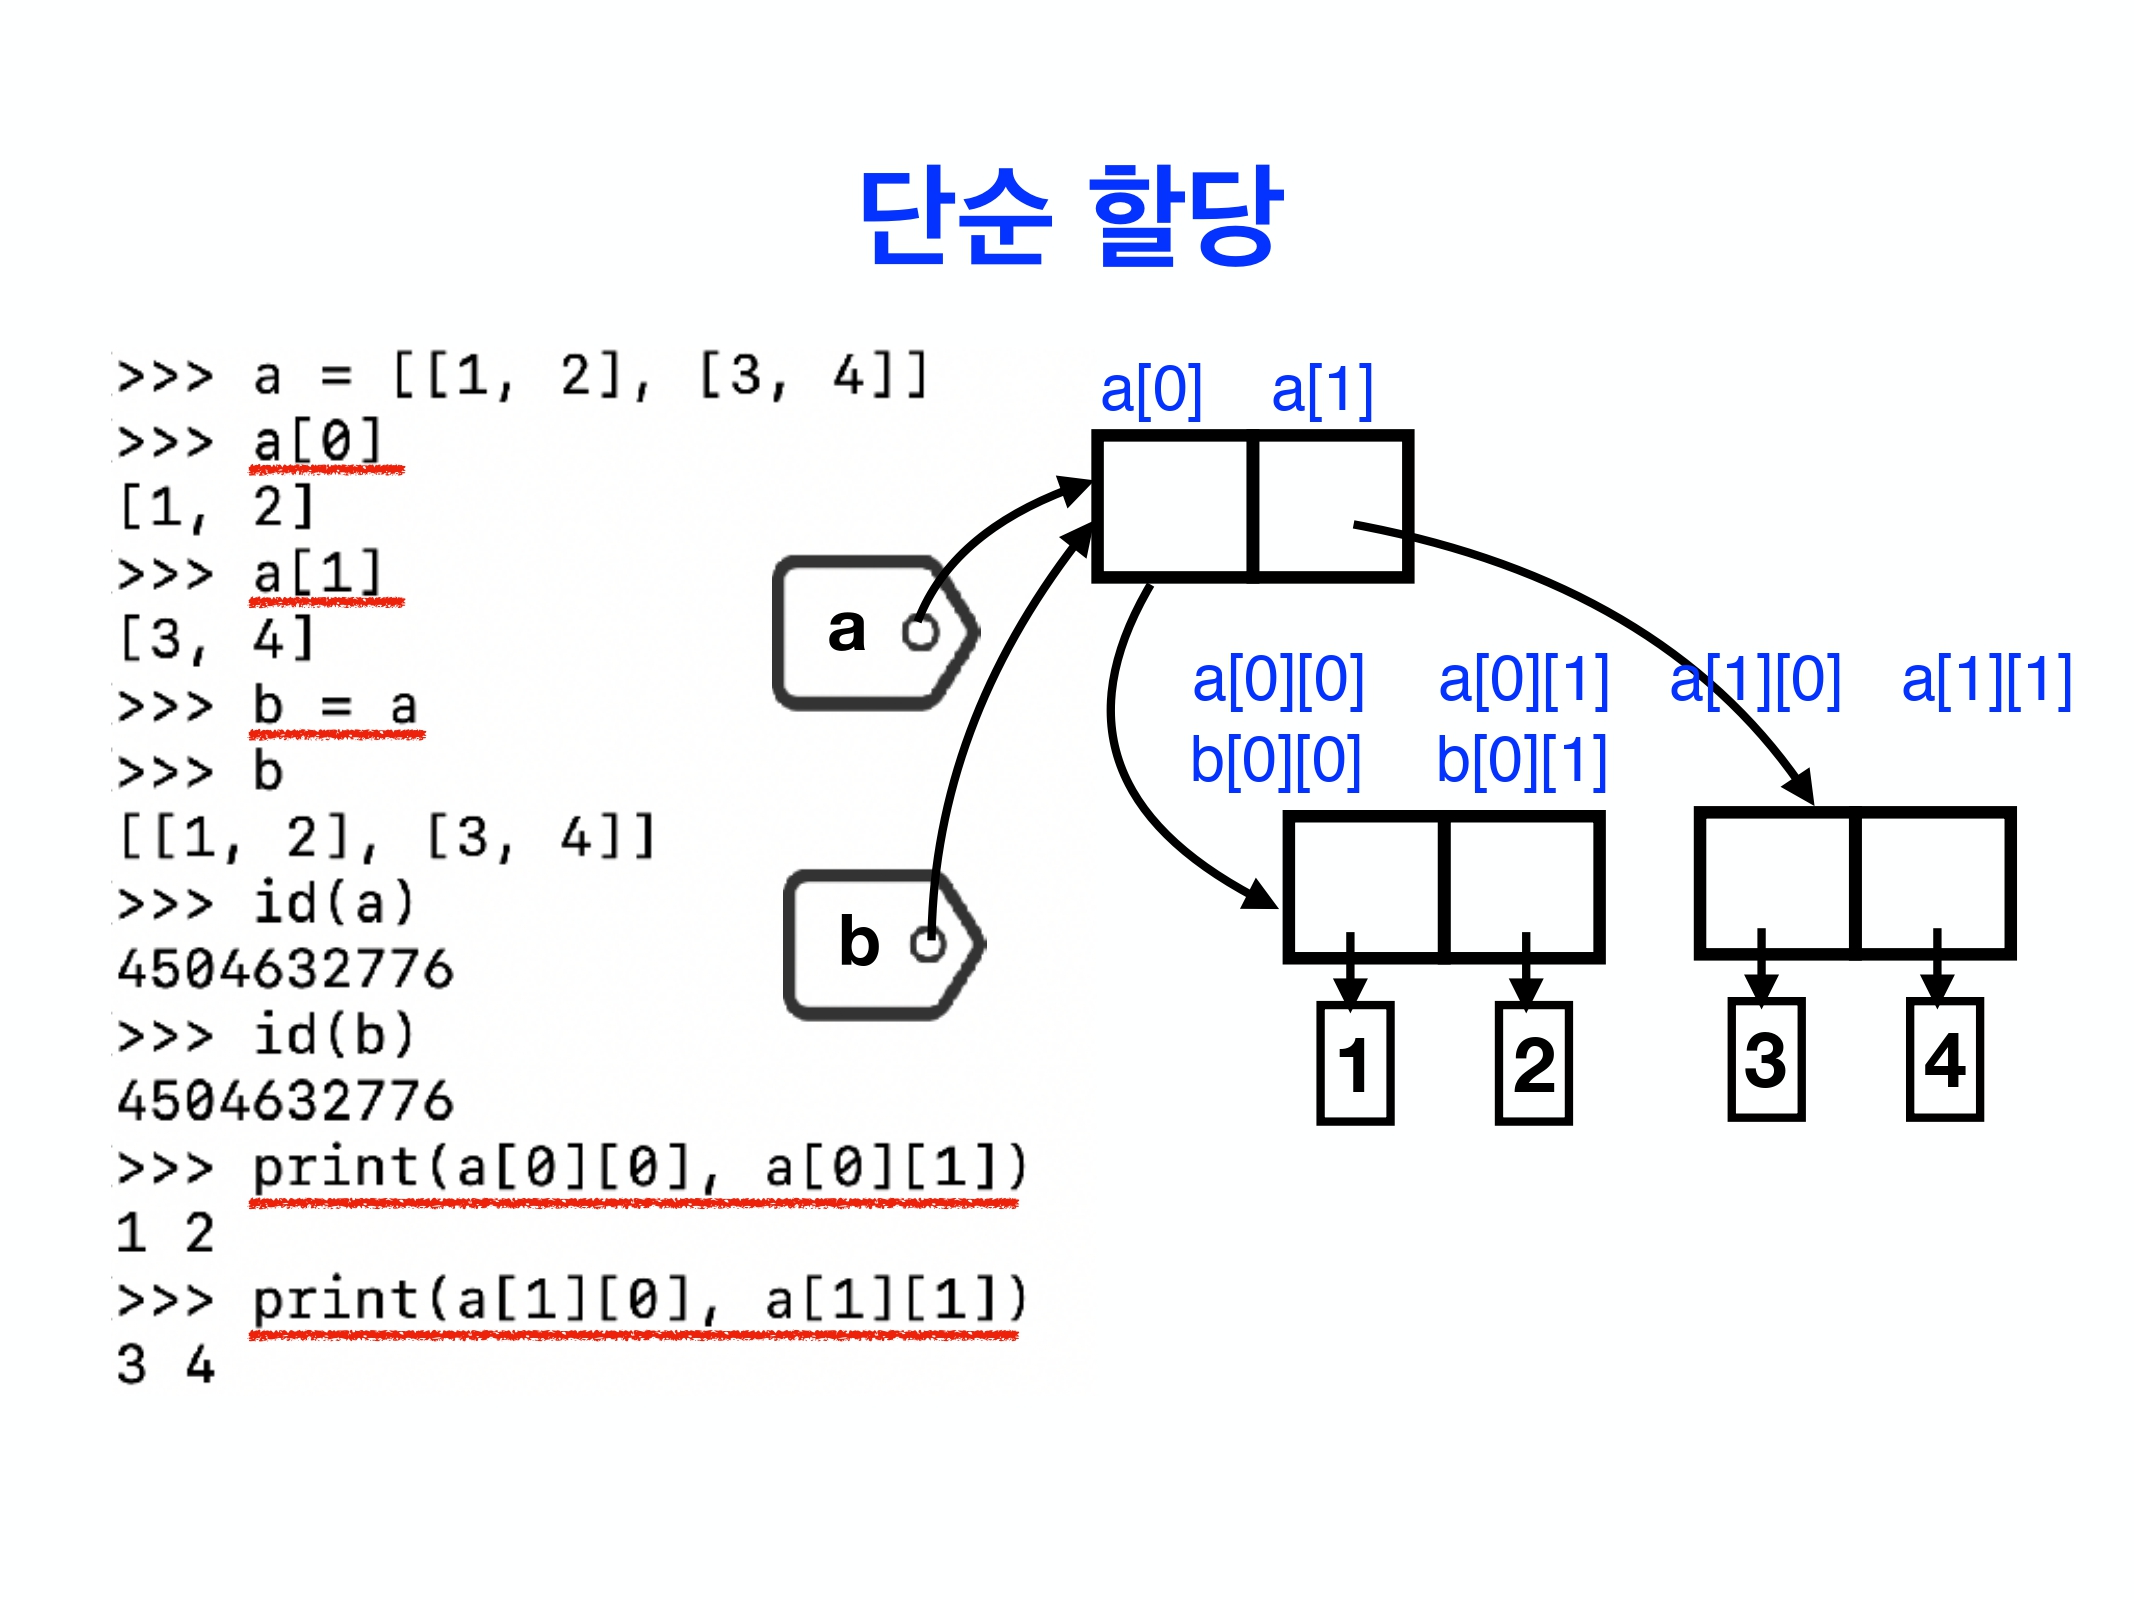 단순 할당
>>> a = [[1, 2], [3, 4]]
>>> a[0]
[1, 2]
>>> a[1]
[3, 4]
>>> b = a
>>> b
[[1, 2], [3, 4]]
>>> id(a)
4504632776
>>> id(b)
4504632776
>>> print(a[0][0], a[0][1])
1 2
>>> print(a[1][0], a[1][1])
3 4
a[0] a[1]
a
b
a[0][0] a[0][1] a[1][0] a[1][1]
b[0][0] b[0][1]
1 2 3 4